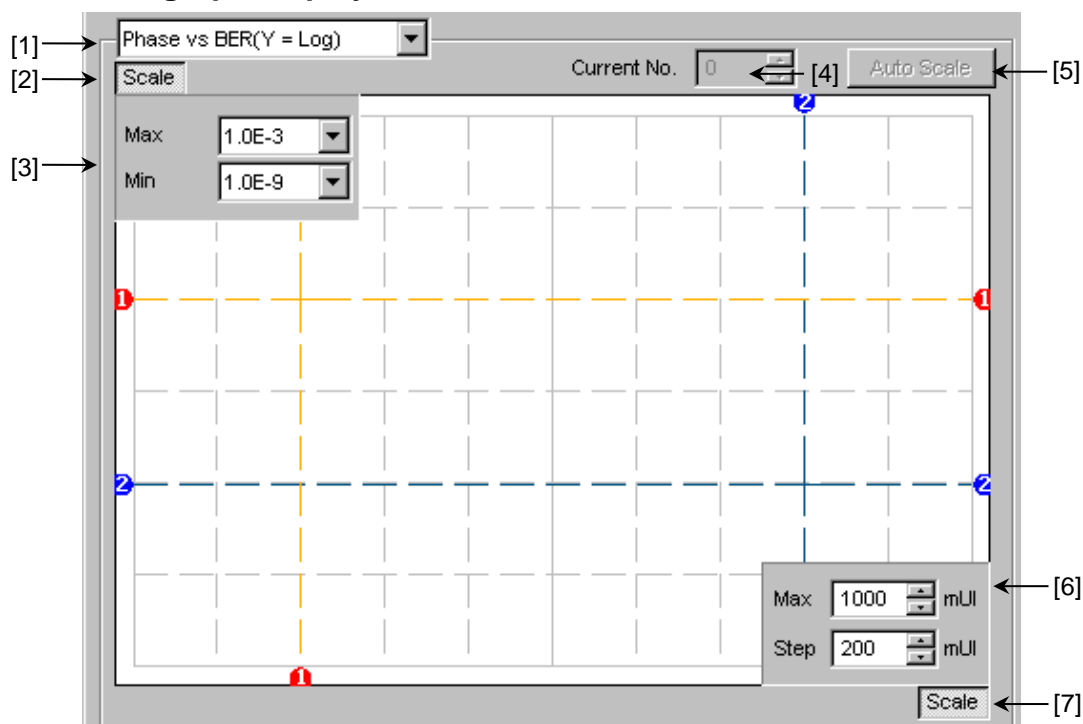 [1] Phase vs BER(Y = Log)
[2] Scale Current No. 0 [4] Auto Scale [5]
2
[3] Max 1.0E-3
Min 1.0E-9
1 1
2 2
Max 1000 mUI [6]
Step 200 mUI
1
Scale [7]